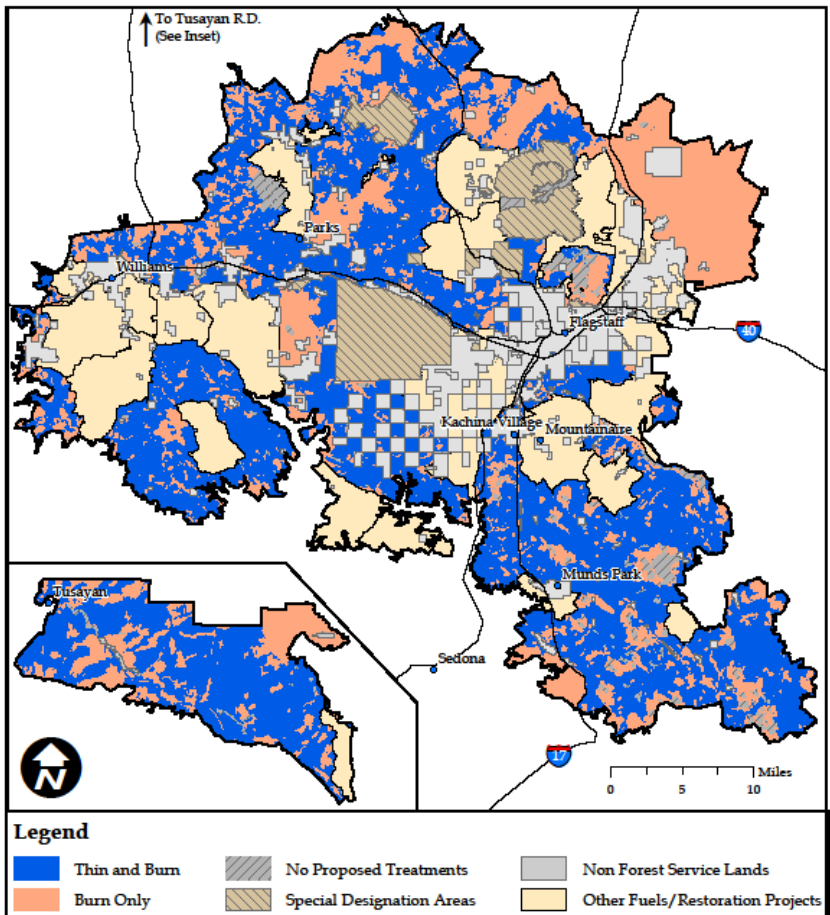 To Tusayan R.D.
(See Inset)
Parks
Williams
Flagstaff
40
Kachina Village
Mountainaire
Munds Park
Tusayan
Sedona
N
17
Miles
0 5 10
Legend
Thin and Burn
No Proposed Treatments
Non Forest Service Lands
Burn Only
Special Designation Areas
Other Fuels/Restoration Projects